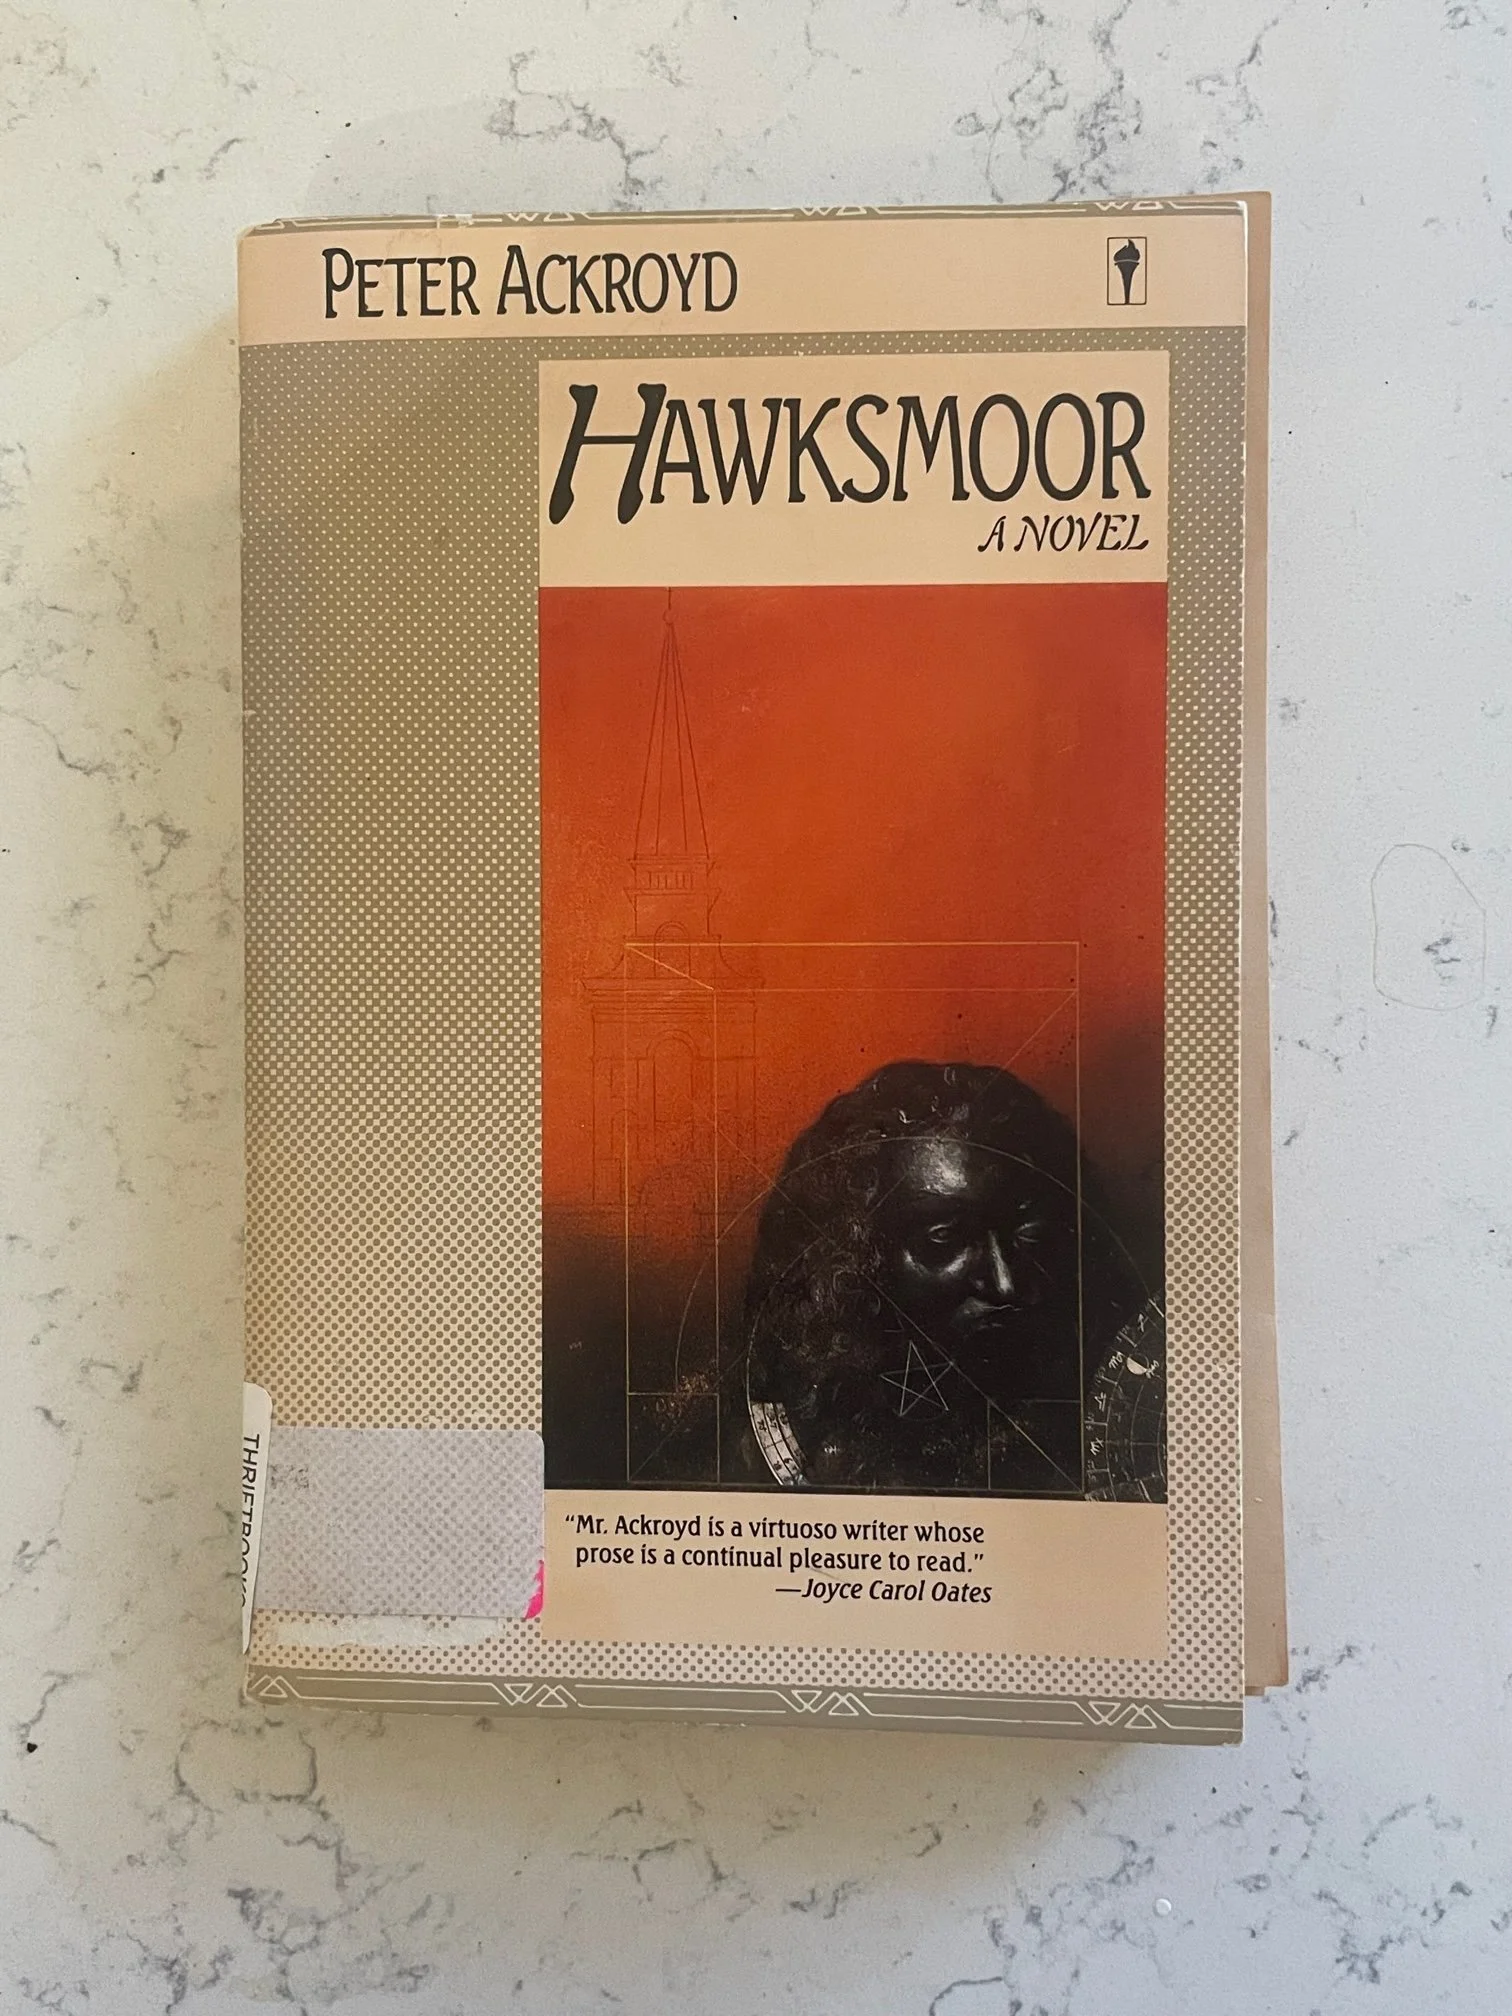 PETER ACKROYD
HAWKSMOOR
A NOVEL
"Mr. Ackroyd is a virtuoso writer whose
prose is a continual pleasure to read."
—Joyce Carol Oates
THRIFTBOOKS